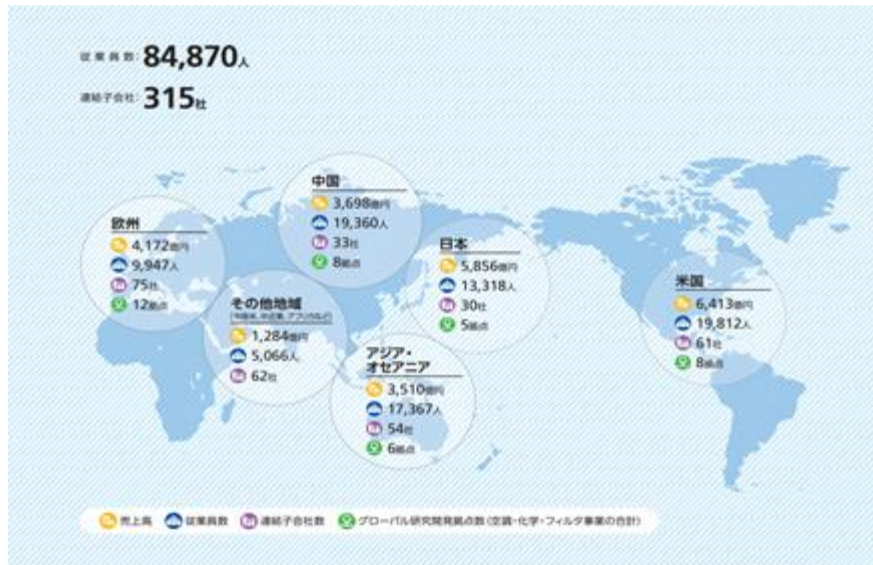 従業員数: 84,870人
連結子会社: 315社
中国
3,698億円
19,360人
33社
8拠点
欧州
4,172億円
9,947人
75社
12拠点
日本
5,856億円
13,318人
30社
5拠点
その他地域
1,284億円
5,066人
62社
米国
6,413億円
19,812人
61社
8拠点
アジア・
オセアニア
3,510億円
17,367人
54社
6拠点
売上高 従業員数 連結子会社数 グローバル研究開発拠点数(空調・化学・フィルタ事業の合計)